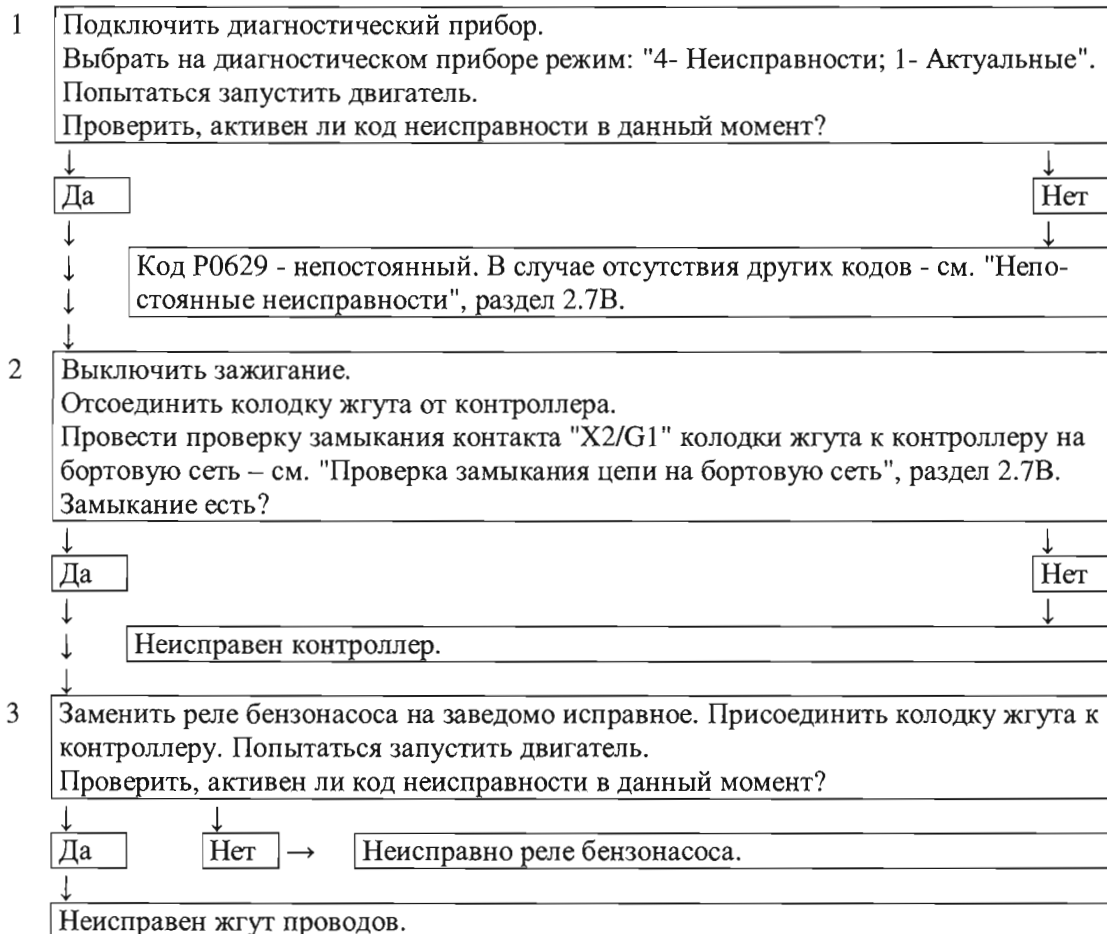 1 Подключить диагностический прибор.
Выбрать на диагностическом приборе режим: "4- Неисправности; 1- Актуальные".
Попытаться запустить двигатель.
Проверить, активен ли код неисправности в данный момент?
↓ ↓
Да Нет
↓ ↓
↓ Код Р0629 - непостоянный. В случае отсутствия других кодов - см. "Непо-
↓ стоянные неисправности", раздел 2.7В.
↓
2 Выключить зажигание.
Отсоединить колодку жгута от контроллера.
Провести проверку замыкания контакта "X2/G1" колодки жгута к контроллеру на
бортовую сеть – см. "Проверка замыкания цепи на бортовую сеть", раздел 2.7В.
Замыкание есть?
↓ ↓
Да Нет
↓ ↓
↓ Неисправен контроллер.
↓
3 Заменить реле бензонасоса на заведомо исправное. Присоединить колодку жгута к
контроллеру. Попытаться запустить двигатель.
Проверить, активен ли код неисправности в данный момент?
↓ ↓
Да Нет → Неисправно реле бензонасоса.
↓
Неисправен жгут проводов.